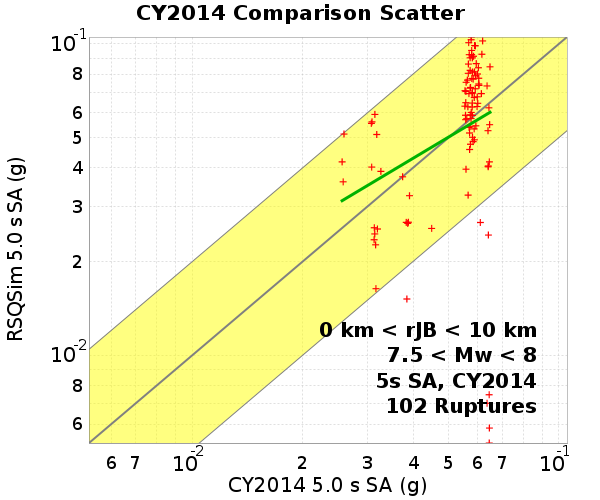 CY2014 Comparison Scatter
RSQSim 5.0 s SA (g)
10-1
8
6
5
4
3
2
10-2
8
6
0 km < rJB < 10 km
7.5 < Mw < 8
5s SA, CY2014
102 Ruptures
6 7 10-2 2 3 4 5 6 7 10-1
CY2014 5.0 s SA (g)